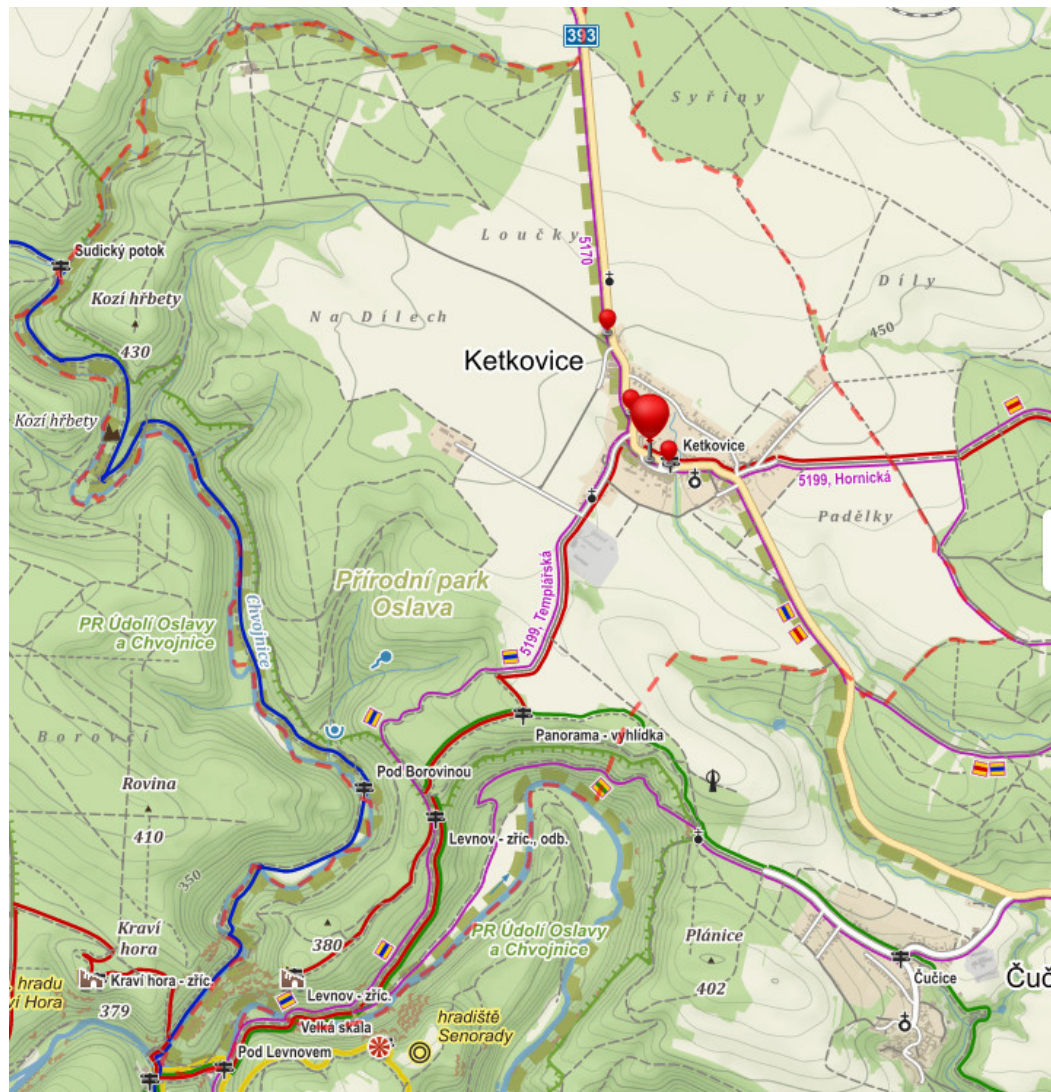 393
Syřiny
Loučky
5170
Sudický potok
Kozí hřbety
430
Na Dílech
Díly
450
Ketkovice
Kozí hřbety
Ketkovice
5199, Hornická
Padělky
Přírodní park
Oslava
5199, Templářská
Chvojnice
PR Údolí Oslavy
a Chvojnice
Borovčí
Panorama - vyhlídka
Pod Borovinou
Rovina
410
Levnov - zříc., odb.
350
Kraví
hora
380
PR Údolí Oslavy
a Chvojnice
Plánice
402
Kraví hora - zříc.
hradu
ví Hora
379
Levnov - zříc.
Velká skála
hradiště
Senorady
Pod Levnovem
Čučice
Čuč